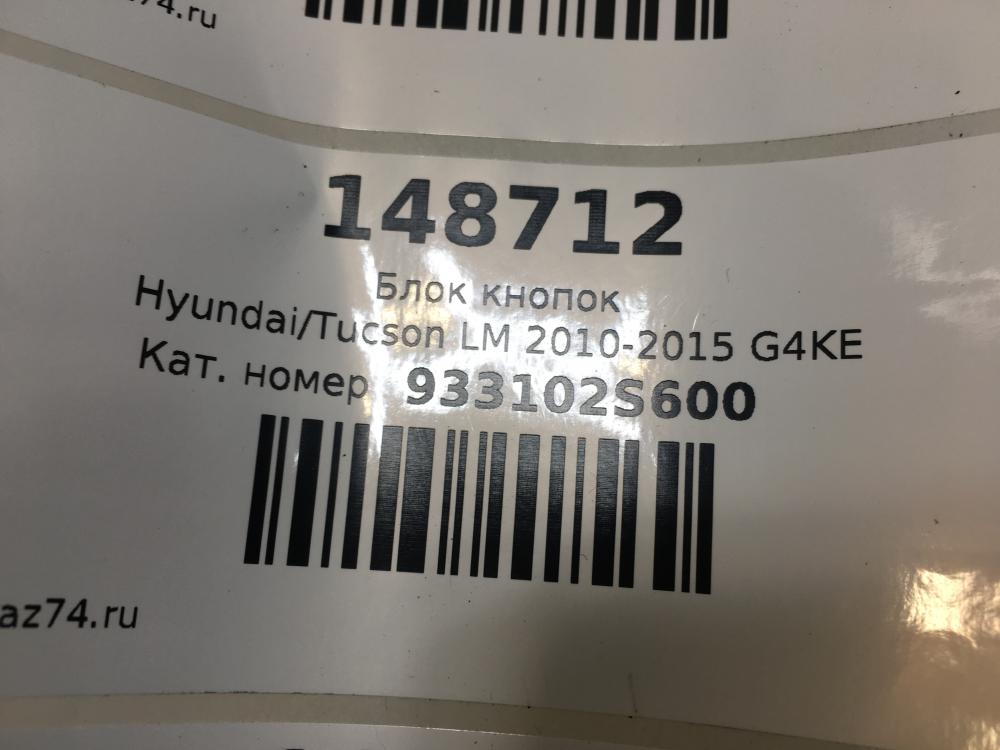 74.ru
148712
Блок кнопок
Hyundai/Tucson LM 2010-2015 G4KE
Кат. номер 933102S600
az74.ru